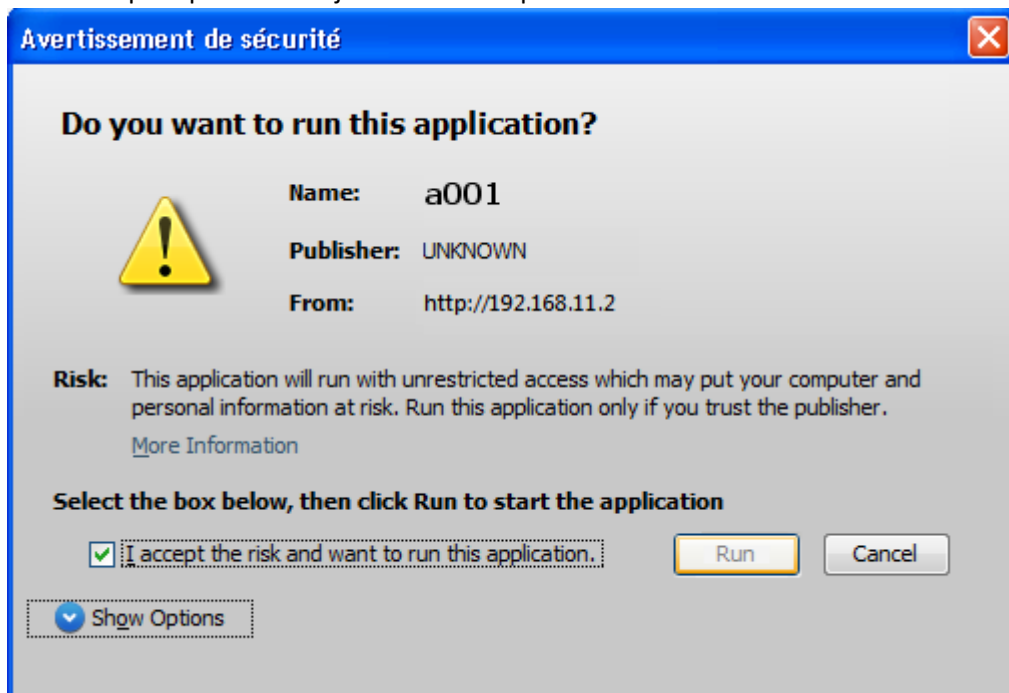 Avertissement de sécurité
Do you want to run this application?
Name: a001
Publisher: UNKNOWN
From: http://192.168.11.2
Risk: This application will run with unrestricted access which may put your computer and
personal information at risk. Run this application only if you trust the publisher.
More Information
Select the box below, then click Run to start the application
I accept the risk and want to run this application.
Run
Cancel
Show Options